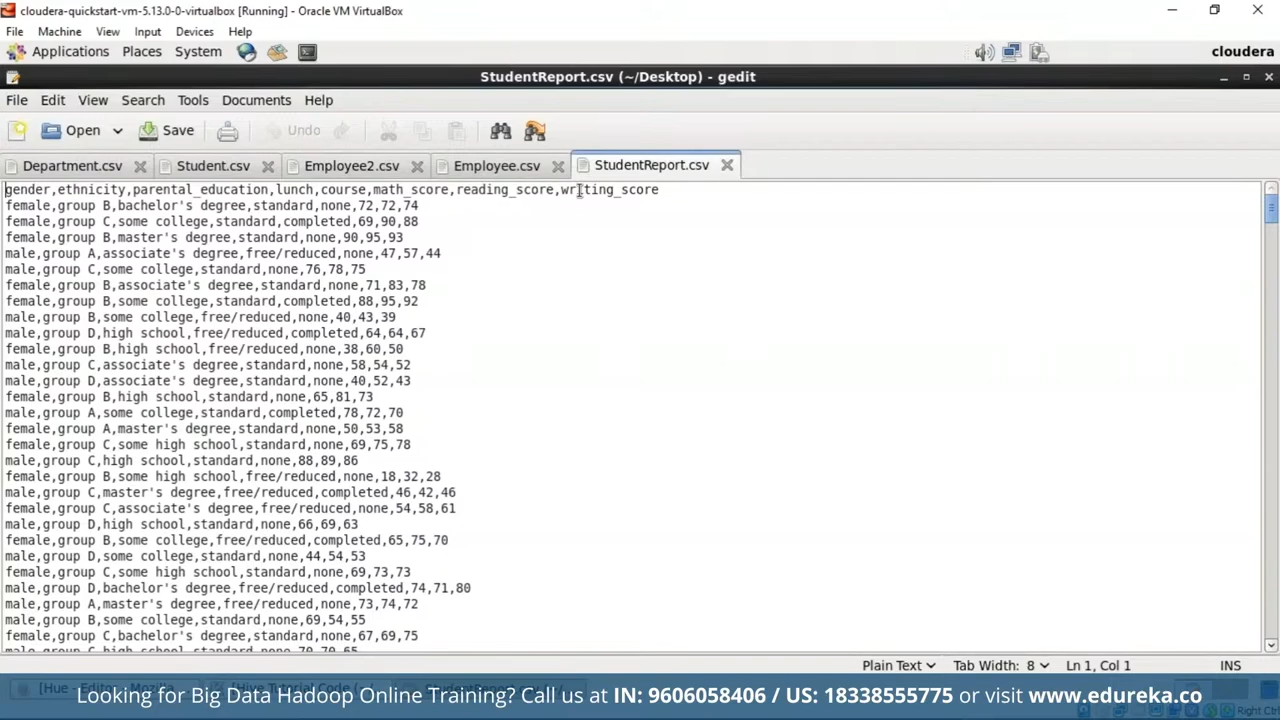 cloudera-quickstart-vm-5.13.0-0-virtualbox [Running] - Oracle VM VirtualBox
File Machine View Input Devices Help
Applications Places System cloudera
StudentReport.csv (~/Desktop) - gedit
File Edit View Search Tools Documents Help
Open Save Undo
Department.csv Student.csv Employee2.csv Employee.csv StudentReport.csv
gender,ethnicity,parental_education,lunch,course,math_score,reading_score,writing_score
female,group B,bachelor's degree,standard,none,72,72,74
female,group C,some college,standard,completed,69,90,88
female,group B,master's degree,standard,none,90,95,93
male,group A,associate's degree,free/reduced,none,47,57,44
male,group C,some college,standard,none,76,78,75
female,group B,associate's degree,standard,none,71,83,78
female,group B,some college,standard,completed,88,95,92
male,group B,some college,free/reduced,none,40,43,39
male,group D,high school,free/reduced,completed,64,64,67
female,group B,high school,free/reduced,none,38,60,50
male,group C,associate's degree,standard,none,58,54,52
male,group D,associate's degree,standard,none,40,52,43
female,group B,high school,standard,none,65,81,73
male,group A,some college,standard,completed,78,72,70
female,group A,master's degree,standard,none,50,53,58
female,group C,some high school,standard,none,69,75,78
male,group C,high school,standard,none,88,89,86
female,group B,some high school,free/reduced,none,18,32,28
male,group C,master's degree,free/reduced,completed,46,42,46
female,group C,associate's degree,free/reduced,none,54,58,61
male,group D,high school,standard,none,66,69,63
female,group B,some college,free/reduced,completed,65,75,70
male,group D,some college,standard,none,44,54,53
female,group C,some high school,standard,none,69,73,73
male,group D,bachelor's degree,free/reduced,completed,74,71,80
male,group A,master's degree,free/reduced,none,73,74,72
male,group B,some college,standard,none,69,54,55
female,group C,bachelor's degree,standard,none,67,69,75
male,group C,high school,standard,none,70,70,65
Plain Text Tab Width: 8 Ln 1, Col 1 INS
[Hue - Editor - Mozilla
Looking for Big Data Hadoop Online Training? Call us at IN: 9606058406 / US: 18338555775 or visit www.edureka.co
Right Ctrl